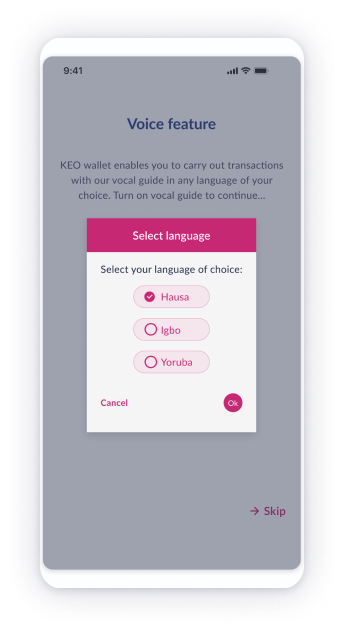 9:41
Voice feature
KEO wallet enables you to carry out transactions
with our vocal guide in any language of your
choice. Turn on vocal guide to continue...
Select language
Select your language of choice:
Hausa
Igbo
Yoruba
Cancel
Ok
Skip